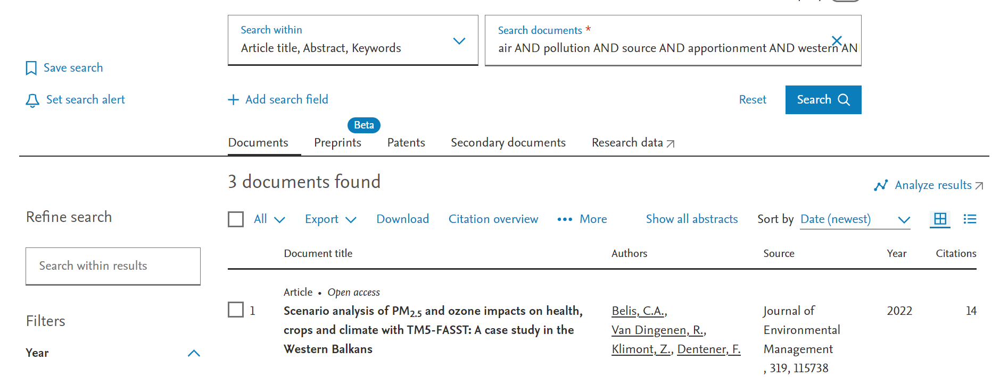 Search within
Article title, Abstract, Keywords
Search documents *
air AND pollution AND source AND apportionment AND western AN
Save search
Set search alert
Add search field
Reset
Search
Beta
Documents
Preprints
Patents
Secondary documents
Research data
3 documents found
Analyze results
Refine search
Search within results
Filters
Year
All
Export
Download
Citation overview
More
Show all abstracts
Sort by
Date (newest)
Document title
Authors
Source
Year
Citations
Article • Open access
1
Scenario analysis of PM2.5 and ozone impacts on health,
crops and climate with TM5-FASST: A case study in the
Western Balkans
Belis, C.A.,
Van Dingenen, R.,
Klimont, Z., Dentener, F.
Journal of
Environmental
Management
, 319, 115738
2022
14